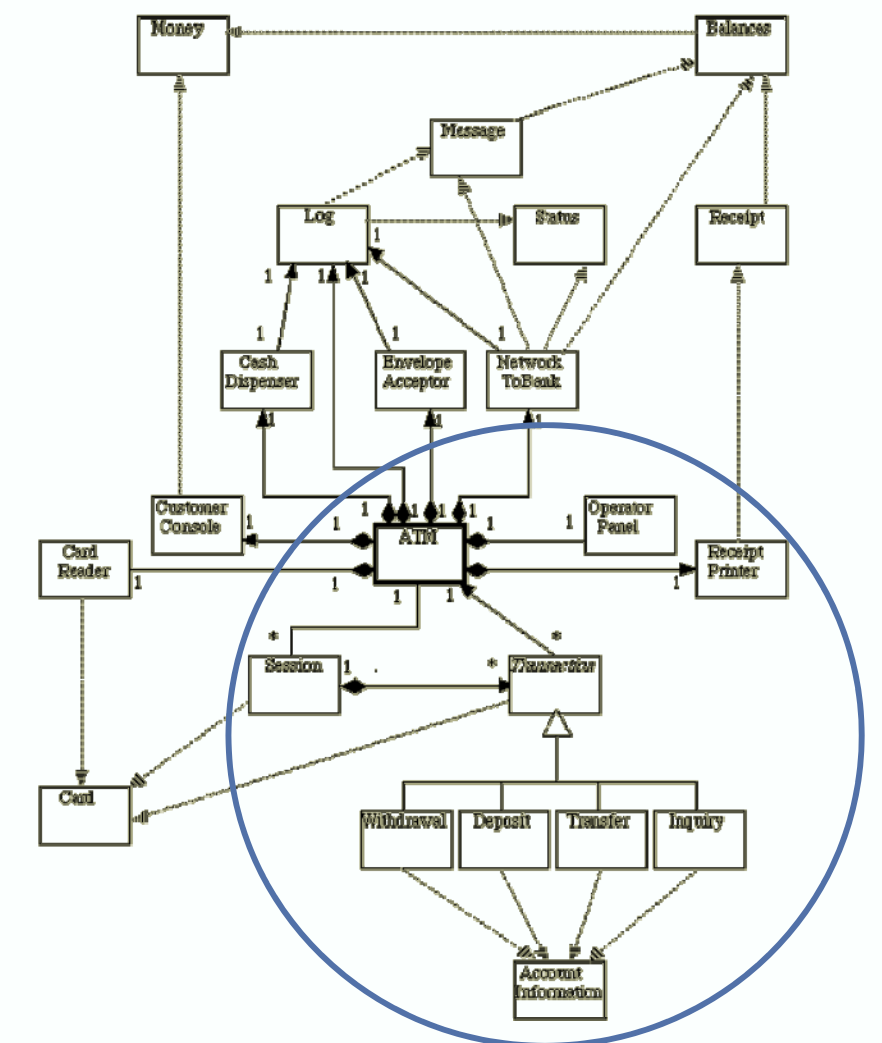 Money
Balances
Message
Log
Status
Receipt
1
1
1
1
1
1
1
Cash
Dispenser
Envelope
Acceptor
Network
ToBank
1
1
1
Customer
Console
Operator
Panel
1
1
1
1
1
1
1
1
ATM
Card
Reader
Receipt
Printer
1
1
1
1
1
*
*
Session
1
*
Transaction
Card
Withdrawal
Deposit
Transfer
Inquiry
Account
Information